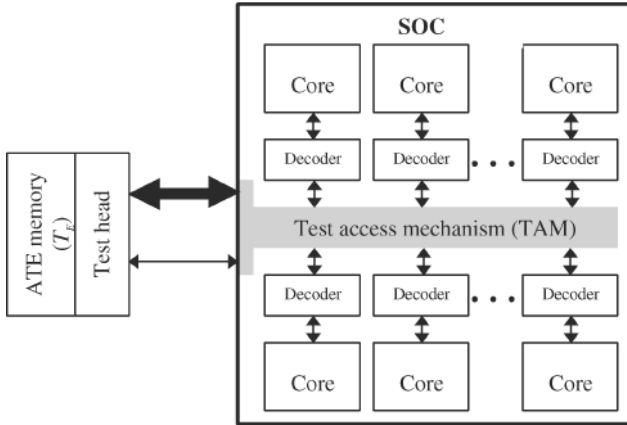 SOC
Core Core Core
Decoder Decoder • • • Decoder
ATE memory
(T_E)
Test head
Test access mechanism (TAM)
Decoder Decoder • • • Decoder
Core Core Core